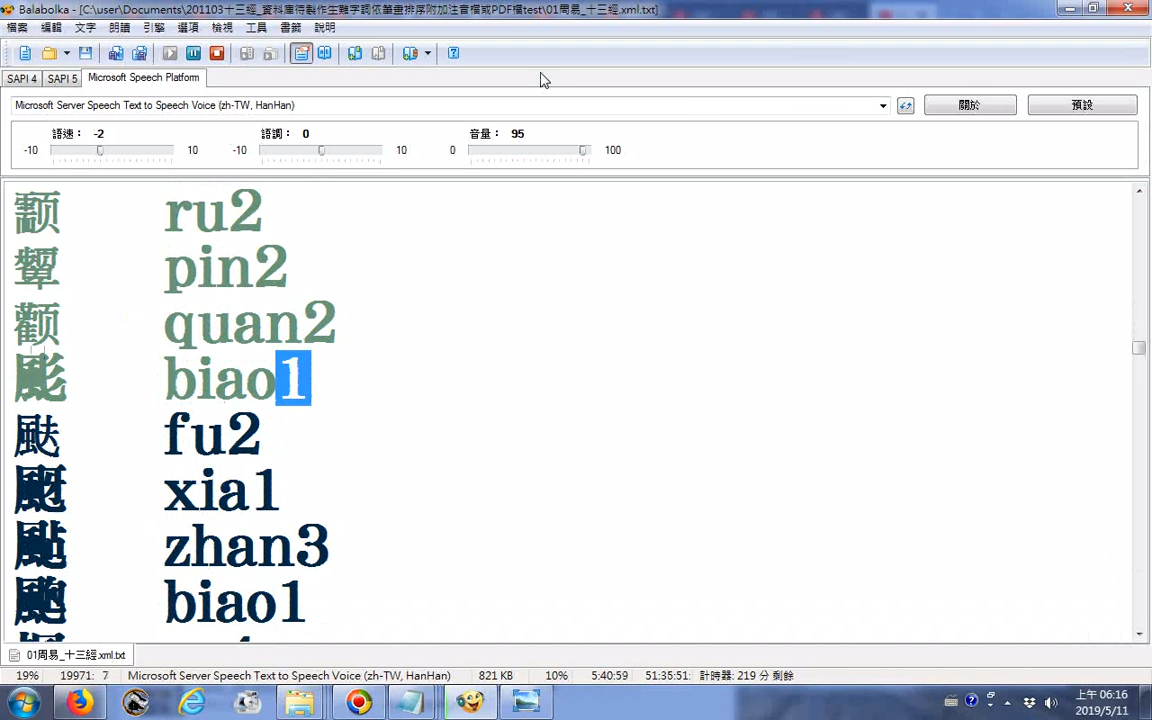 Balabolka - [C:\user\Documents\201103十三經_資料庫待製作生難字詞依筆畫排序附加注音檔或PDF檔test\01周易_十三經.xml.txt]
檔案 編輯 文字 朗讀 引擎 選項 檢視 工具 書籤 說明
SAPI 4 SAPI 5 Microsoft Speech Platform
Microsoft Server Speech Text to Speech Voice (zh-TW, HanHan) 關於 預設
語速： -2 語調： 0 音量： 95
-10 10 -10 10 0 100
ru2
pin2
quan2
biao1
fu2
xia1
zhan3
biao1
01周易_十三經.xml.txt
19% 19971: 7 Microsoft Server Speech Text to Speech Voice (zh-TW, HanHan) 821 KB 10% 5:40:59 51:35:51 計時器: 219 分 剩餘
上午 06:16
2019/5/11